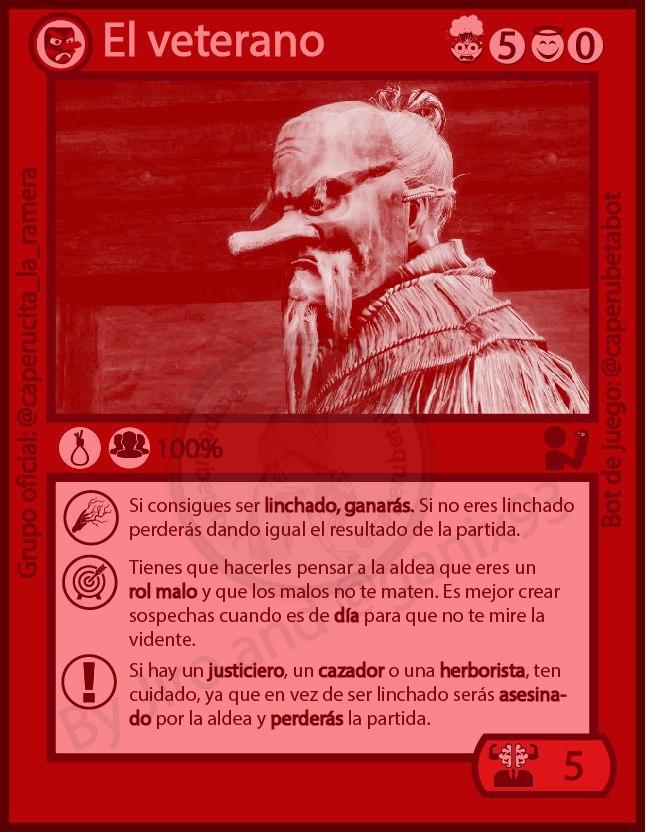 El veterano
5
0
Grupo oficial: @caperucita_la_ramera
Bot de juego: @caperubetabot
100%
Si consigues ser linchado, ganarás. Si no eres linchado
perderás dando igual el resultado de la partida.
Tienes que hacerles pensar a la aldea que eres un
rol malo y que los malos no te maten. Es mejor crear
sospechas cuando es de día para que no te mire la
vidente.
Si hay un justiciero, un cazador o una herborista, ten
cuidado, ya que en vez de ser linchado serás asesina-
do por la aldea y perderás la partida.
5